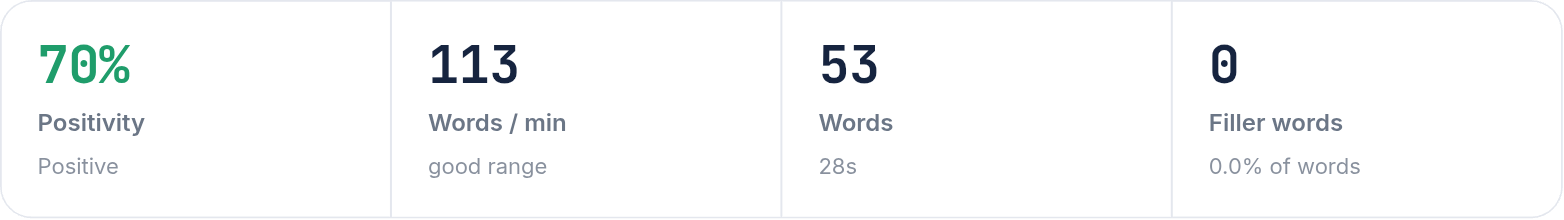 70%
Positivity
Positive
113
Words / min
good range
53
Words
28s
0
Filler words
0.0% of words